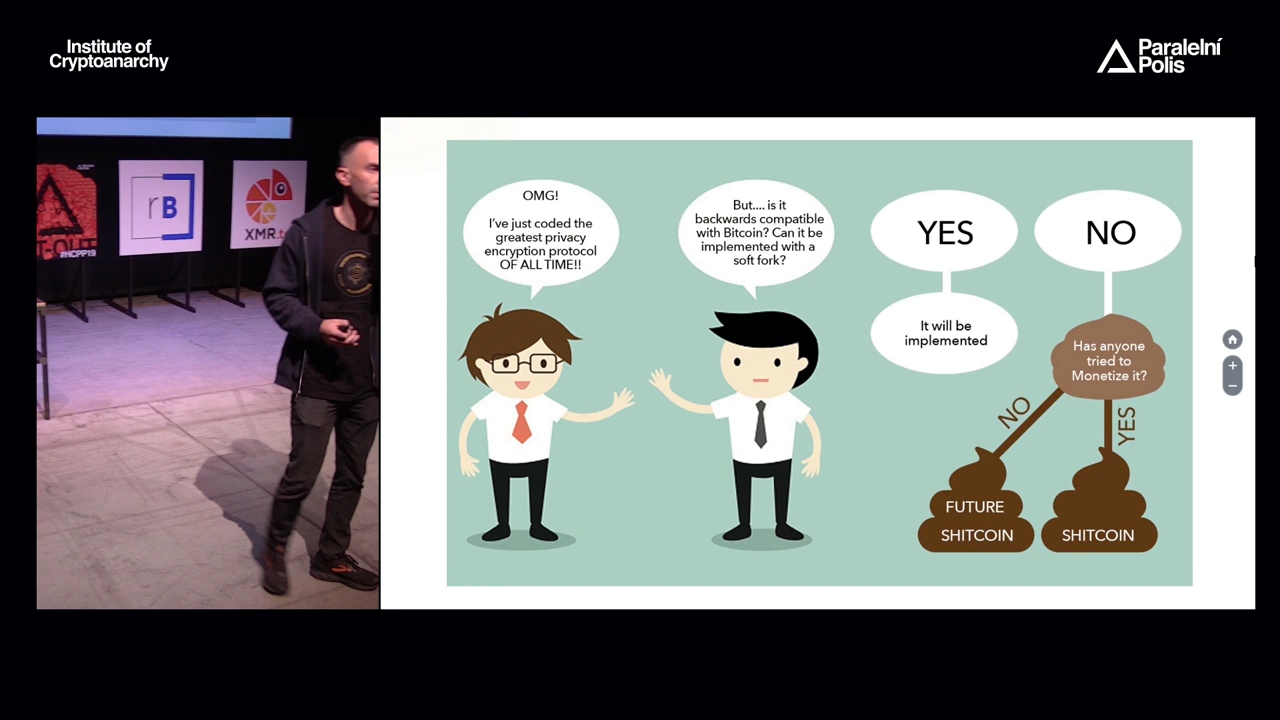 Institute of
Cryptoanarchy
Paralelní
Polis
#HCPP19
rB
XMR.t
OMG!
I've just coded the
greatest privacy
encryption protocol
OF ALL TIME!!
But.... is it
backwards compatible
with Bitcoin? Can it be
implemented with a
soft fork?
YES
NO
It will be
implemented
Has anyone
tried to
Monetize it?
NO
YES
FUTURE
SHITCOIN
SHITCOIN